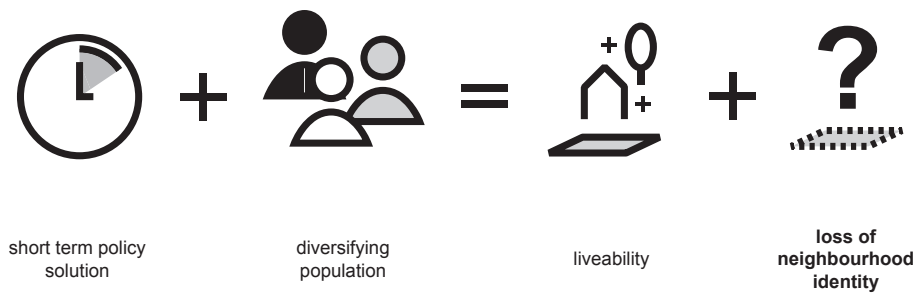 short term policy
solution
diversifying
population
liveability
loss of
neighbourhood
identity